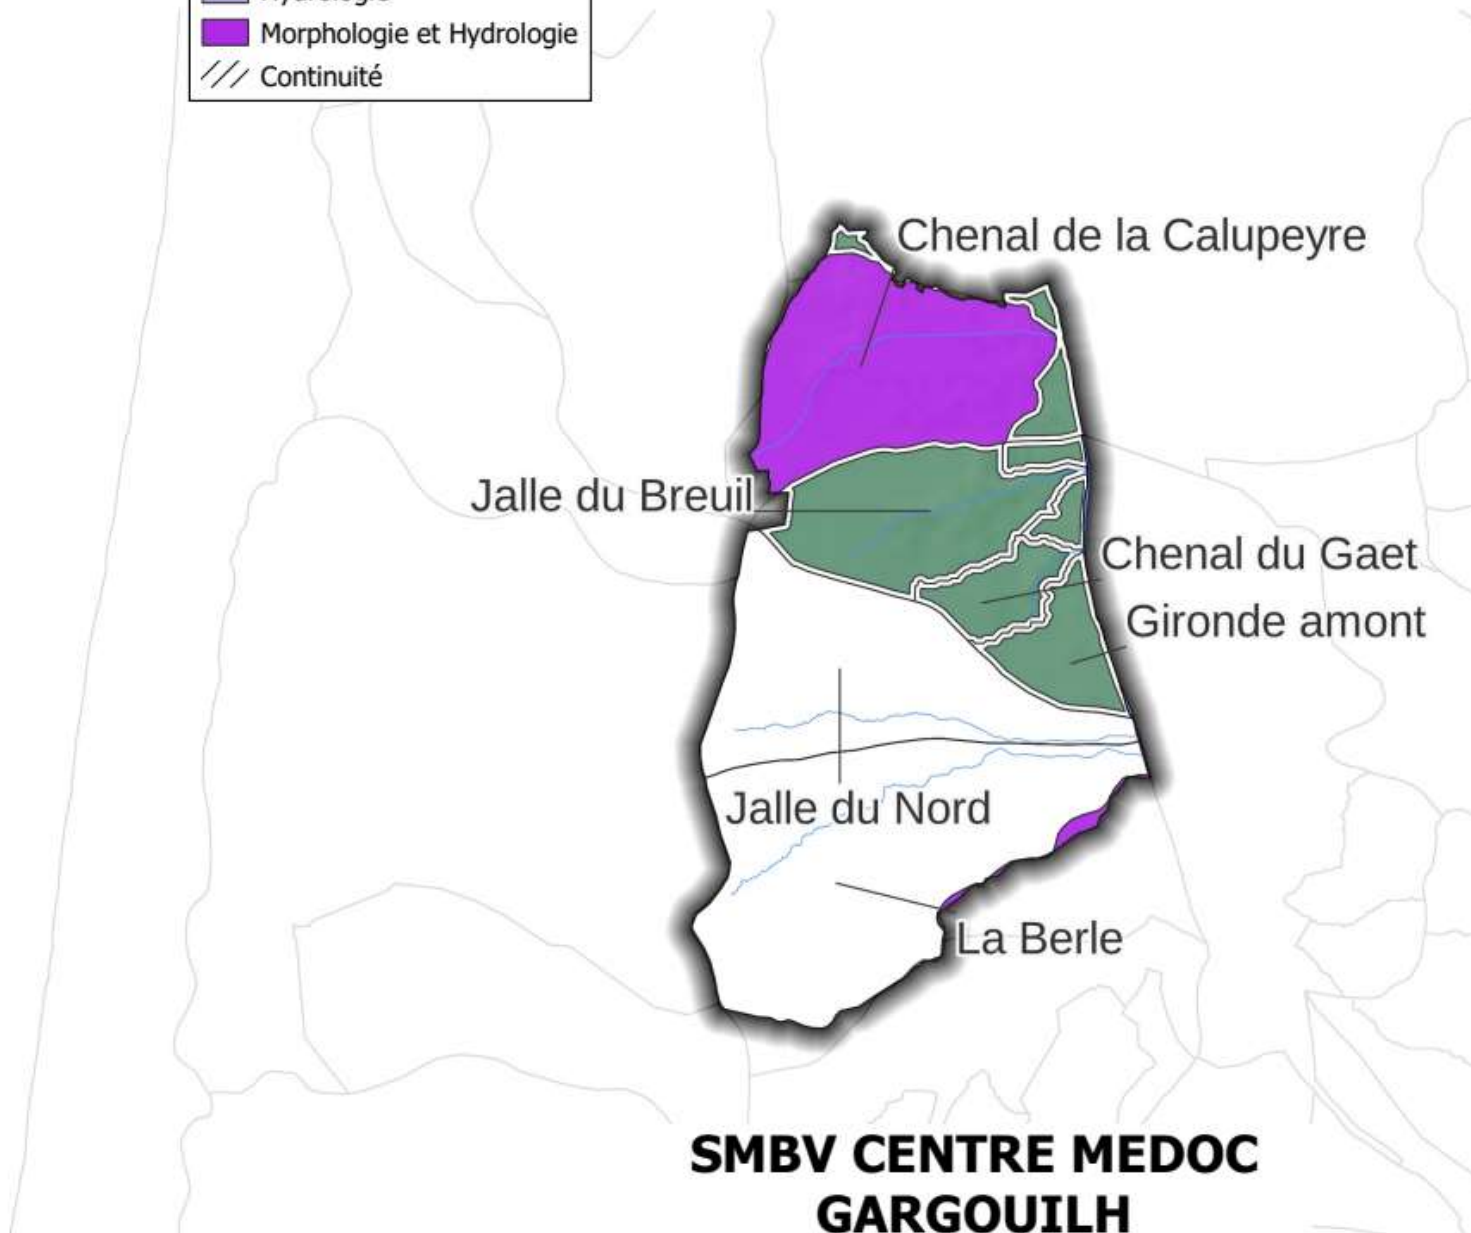 Hydrologie
Morphologie et Hydrologie
Continuité
Chenal de la Calupeyre
Jalle du Breuil
Chenal du Gaet
Gironde amont
Jalle du Nord
La Berle
SMBV CENTRE MEDOC
GARGOUILH